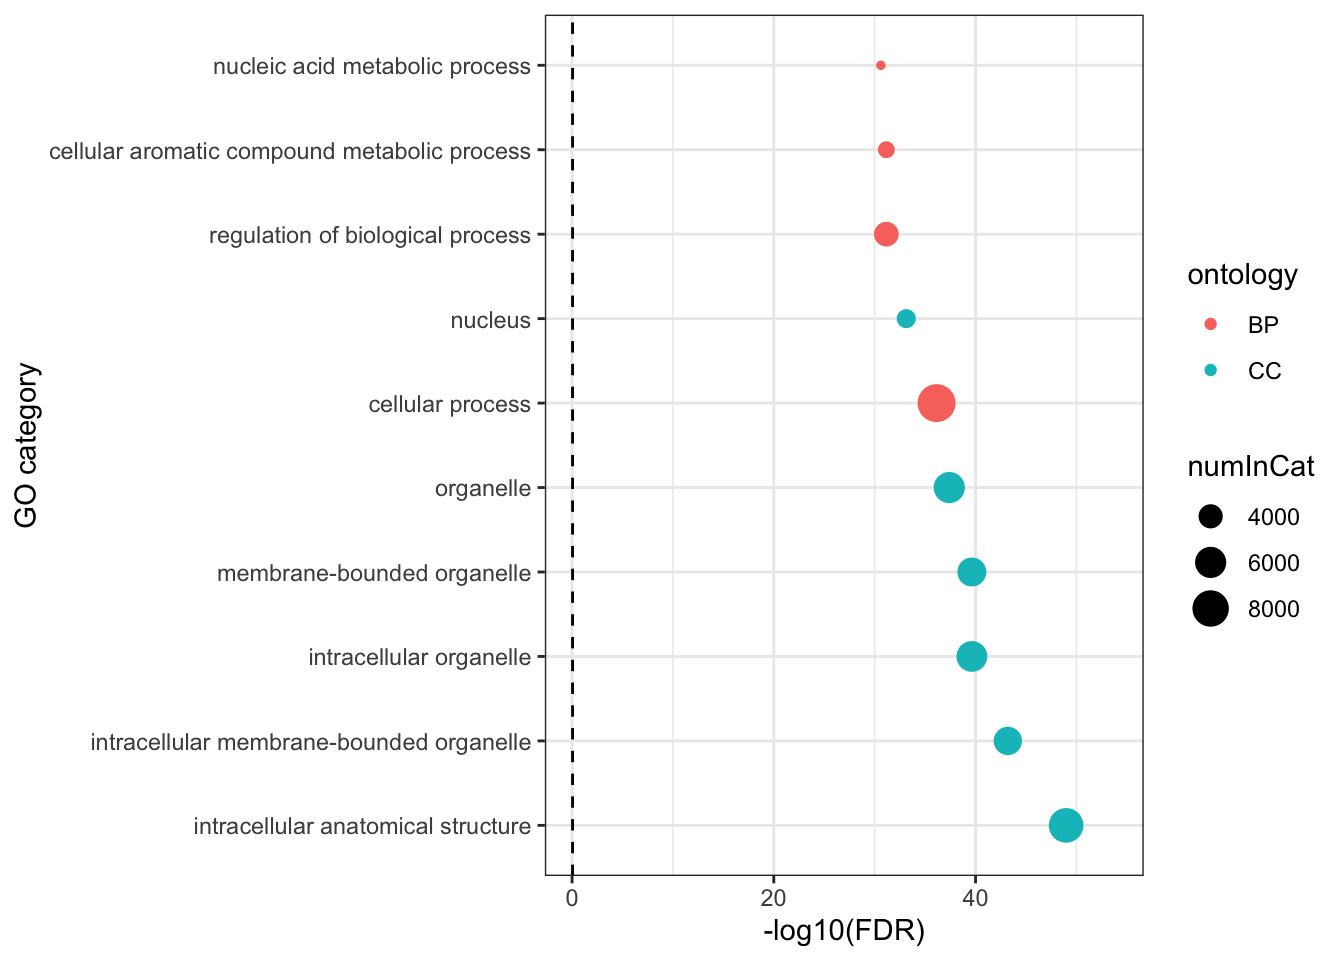 nucleic acid metabolic process
cellular aromatic compound metabolic process
regulation of biological process
nucleus
cellular process
organelle
membrane-bounded organelle
intracellular organelle
intracellular membrane-bounded organelle
intracellular anatomical structure
GO category
0 20 40
-log10(FDR)
ontology
BP
CC
numInCat
4000
6000
8000